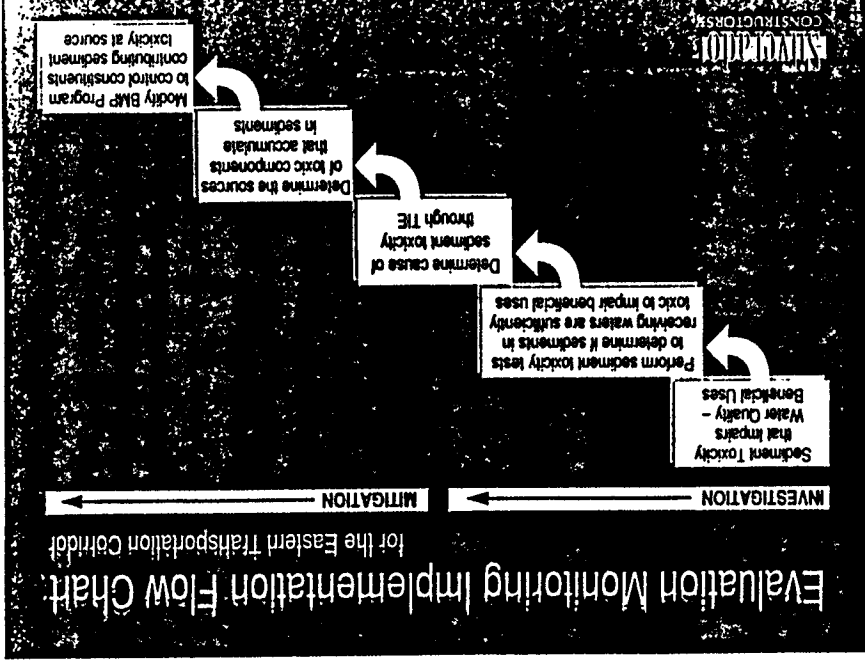 Evaluation Monitoring Implementation Flow Chart
for the Eastern Transportation Corridor
INVESTIGATION
MITIGATION
Sediment Toxicity
that Impairs
Water Quality –
Beneficial Uses
Perform sediment toxicity tests
to determine if sediments in
receiving waters are sufficiently
toxic to impair beneficial uses
Determine cause of
sediment toxicity
through TIE
Determine the sources
of toxic components
that accumulate
in sediments
Modify BMP Program
to control constituents
contributing sediment
toxicity at source
Silverado
CONSTRUCTORS